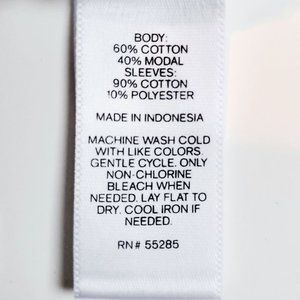 BODY:
60% COTTON
40% MODAL
SLEEVES:
90% COTTON
10% POLYESTER
MADE IN INDONESIA
MACHINE WASH COLD
WITH LIKE COLORS.
GENTLE CYCLE. ONLY
NON-CHLORINE
BLEACH WHEN
NEEDED. LAY FLAT TO
DRY. COOL IRON IF
NEEDED.
RN# 55285